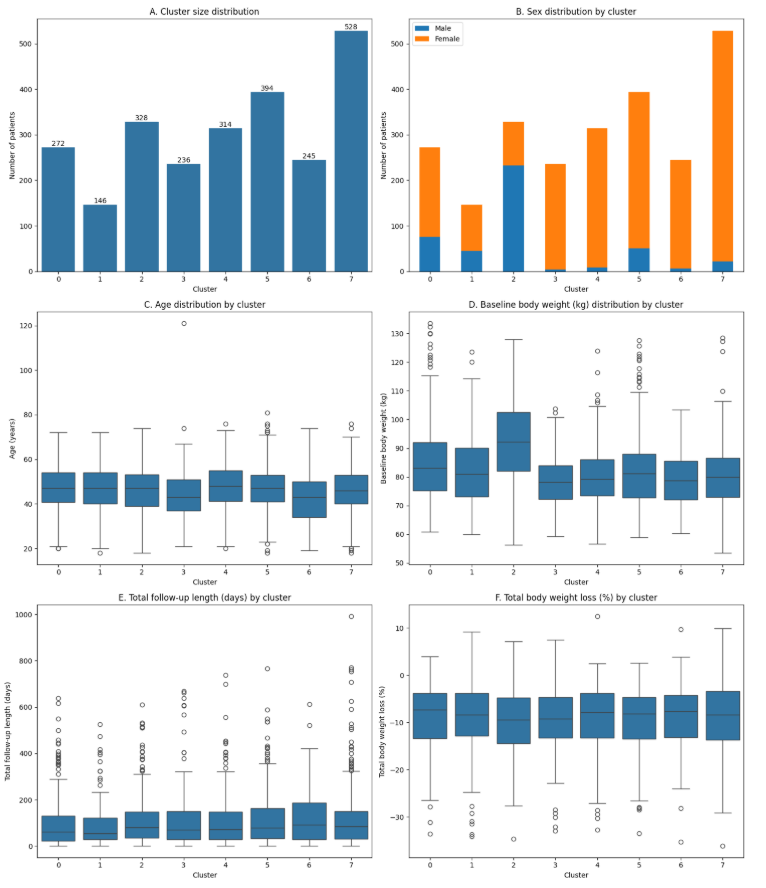 A. Cluster size distribution
528
500
400
394
328
314
300
272
236
245
200
146
100
0
Number of patients
0 1 2 3 4 5 6 7
Cluster
B. Sex distribution by cluster
Male
Female
500
400
300
200
100
0
Number of patients
0 1 2 3 4 5 6 7
Cluster
C. Age distribution by cluster
120
100
80
60
40
20
Age (years)
0 1 2 3 4 5 6 7
Cluster
D. Baseline body weight (kg) distribution by cluster
130
120
110
100
90
80
70
60
50
Baseline body weight (kg)
0 1 2 3 4 5 6 7
Cluster
E. Total follow-up length (days) by cluster
1000
800
600
400
200
0
Total follow-up length (days)
0 1 2 3 4 5 6 7
Cluster
F. Total body weight loss (%) by cluster
10
0
−10
−20
−30
Total body weight loss (%)
0 1 2 3 4 5 6 7
Cluster